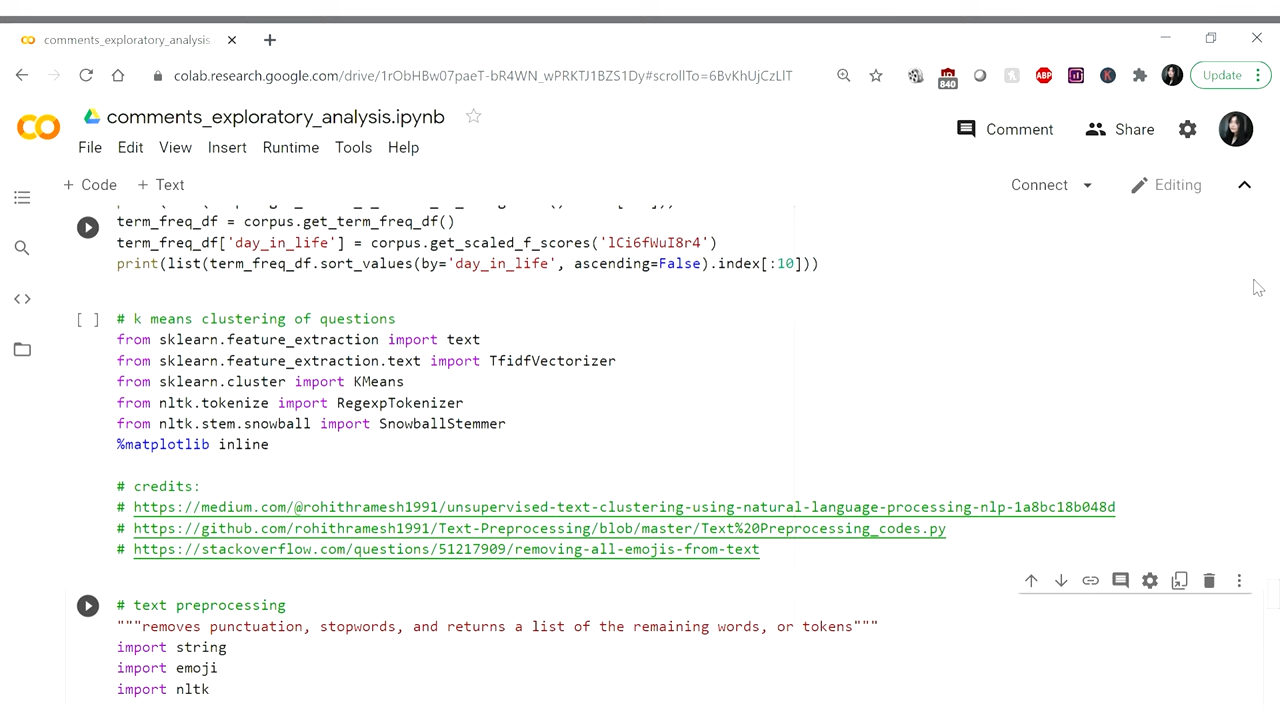 comments_exploratory_analysis
colab.research.google.com/drive/1rObHBw07paeT-bR4WN_wPRKTJ1BZS1Dy#scrollTo=6BvKhUjCzLlT
840
ABP
K
Update
comments_exploratory_analysis.ipynb
Comment
Share
File Edit View Insert Runtime Tools Help
+ Code + Text
Connect
Editing
term_freq_df = corpus.get_term_freq_df()
term_freq_df['day_in_life'] = corpus.get_scaled_f_scores('lCi6fWuI8r4')
print(list(term_freq_df.sort_values(by='day_in_life', ascending=False).index[:10]))
[ ] # k means clustering of questions
from sklearn.feature_extraction import text
from sklearn.feature_extraction.text import TfidfVectorizer
from sklearn.cluster import KMeans
from nltk.tokenize import RegexpTokenizer
from nltk.stem.snowball import SnowballStemmer
%matplotlib inline
# credits:
# https://medium.com/@rohithramesh1991/unsupervised-text-clustering-using-natural-language-processing-nlp-1a8bc18b048d
# https://github.com/rohithramesh1991/Text-Preprocessing/blob/master/Text%20Preprocessing_codes.py
# https://stackoverflow.com/questions/51217909/removing-all-emojis-from-text
# text preprocessing
"""removes punctuation, stopwords, and returns a list of the remaining words, or tokens"""
import string
import emoji
import nltk